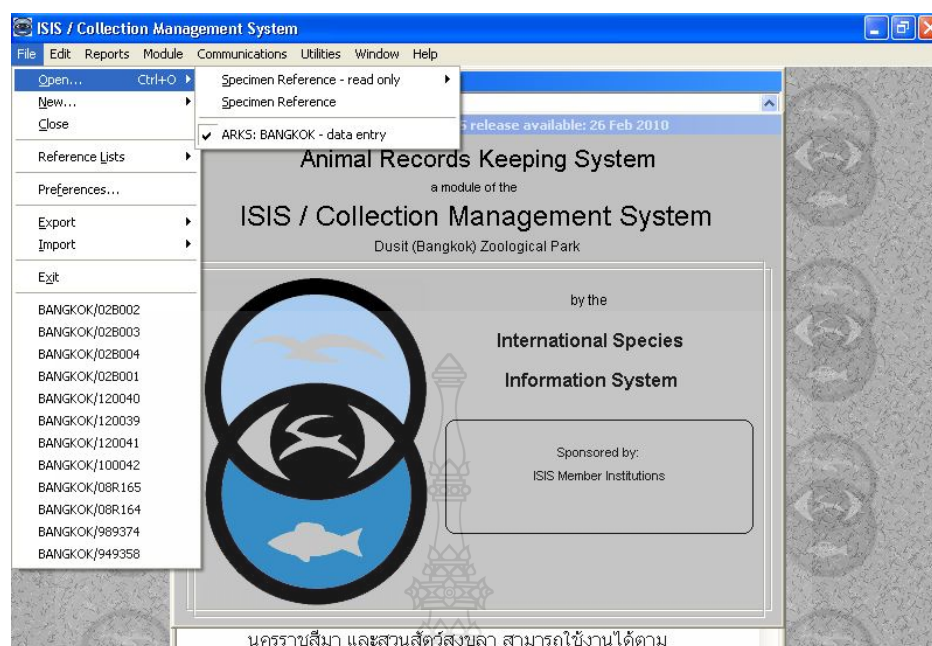 ISIS / Collection Management System
File Edit Reports Module Communications Utilities Window Help
Open... Ctrl+O
New...
Close
Reference Lists
Preferences...
Export
Import
Exit
BANGKOK/02B002
BANGKOK/02B003
BANGKOK/02B004
BANGKOK/02B001
BANGKOK/120040
BANGKOK/120039
BANGKOK/120041
BANGKOK/100042
BANGKOK/08R165
BANGKOK/08R164
BANGKOK/989374
BANGKOK/949358
Specimen Reference - read only
Specimen Reference
ARKS: BANGKOK - data entry
release available: 26 Feb 2010
Animal Records Keeping System
a module of the
ISIS / Collection Management System
Dusit (Bangkok) Zoological Park
by the
International Species
Information System
Sponsored by:
ISIS Member Institutions
นครราชสีมา และสวนสัตว์สงขลา สามารถใช้งานได้ตาม